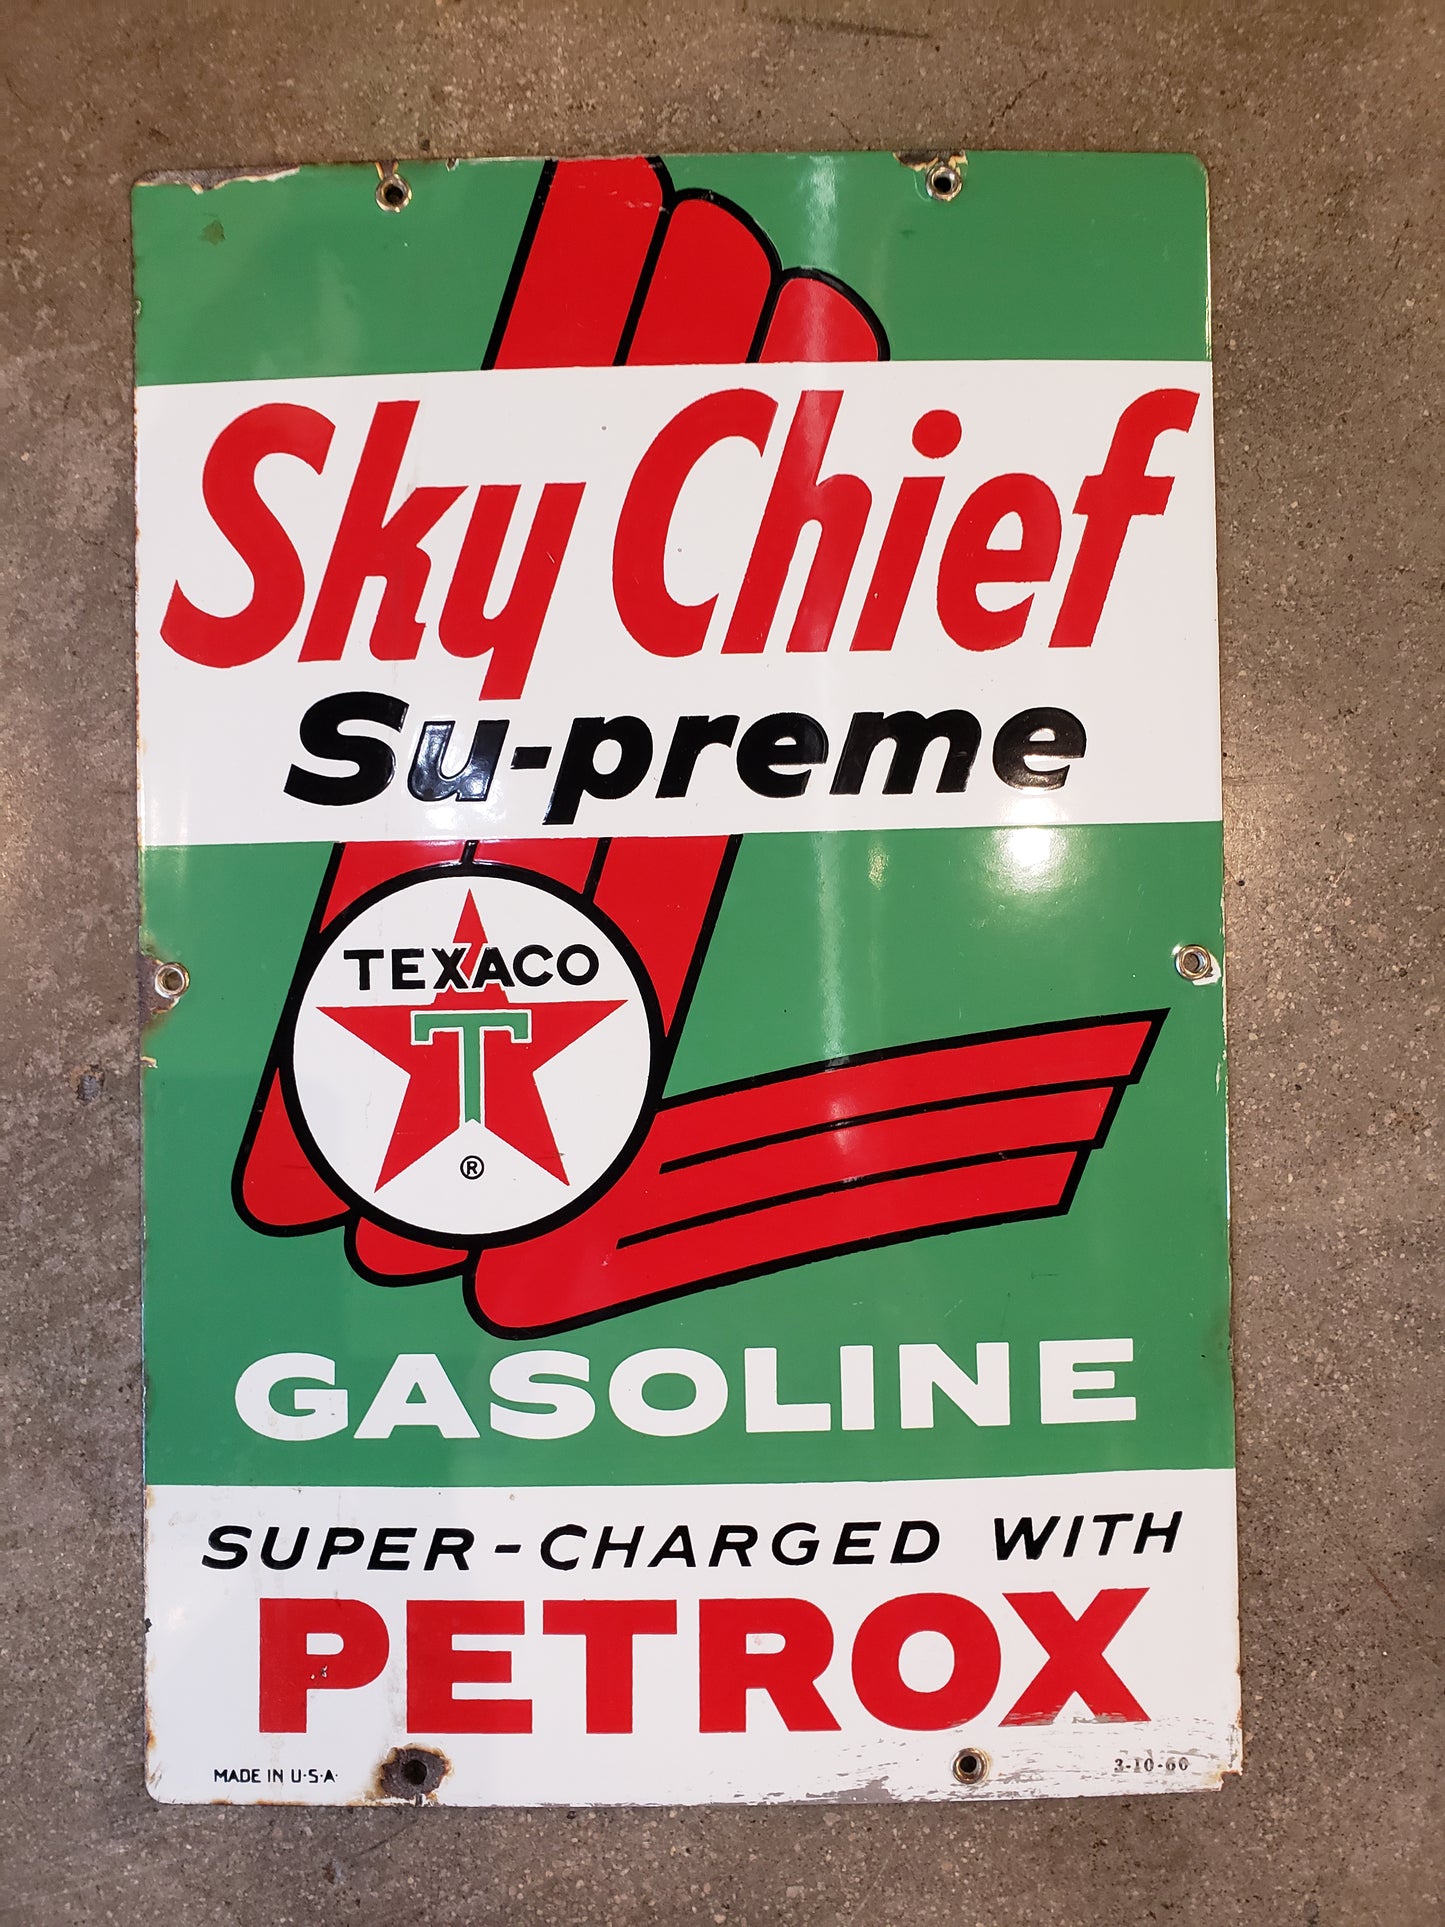 Sky Chief
Su-preme
TEXACO
T
®
GASOLINE
SUPER-CHARGED WITH
PETROX
MADE IN U·S·A·
3-10-60